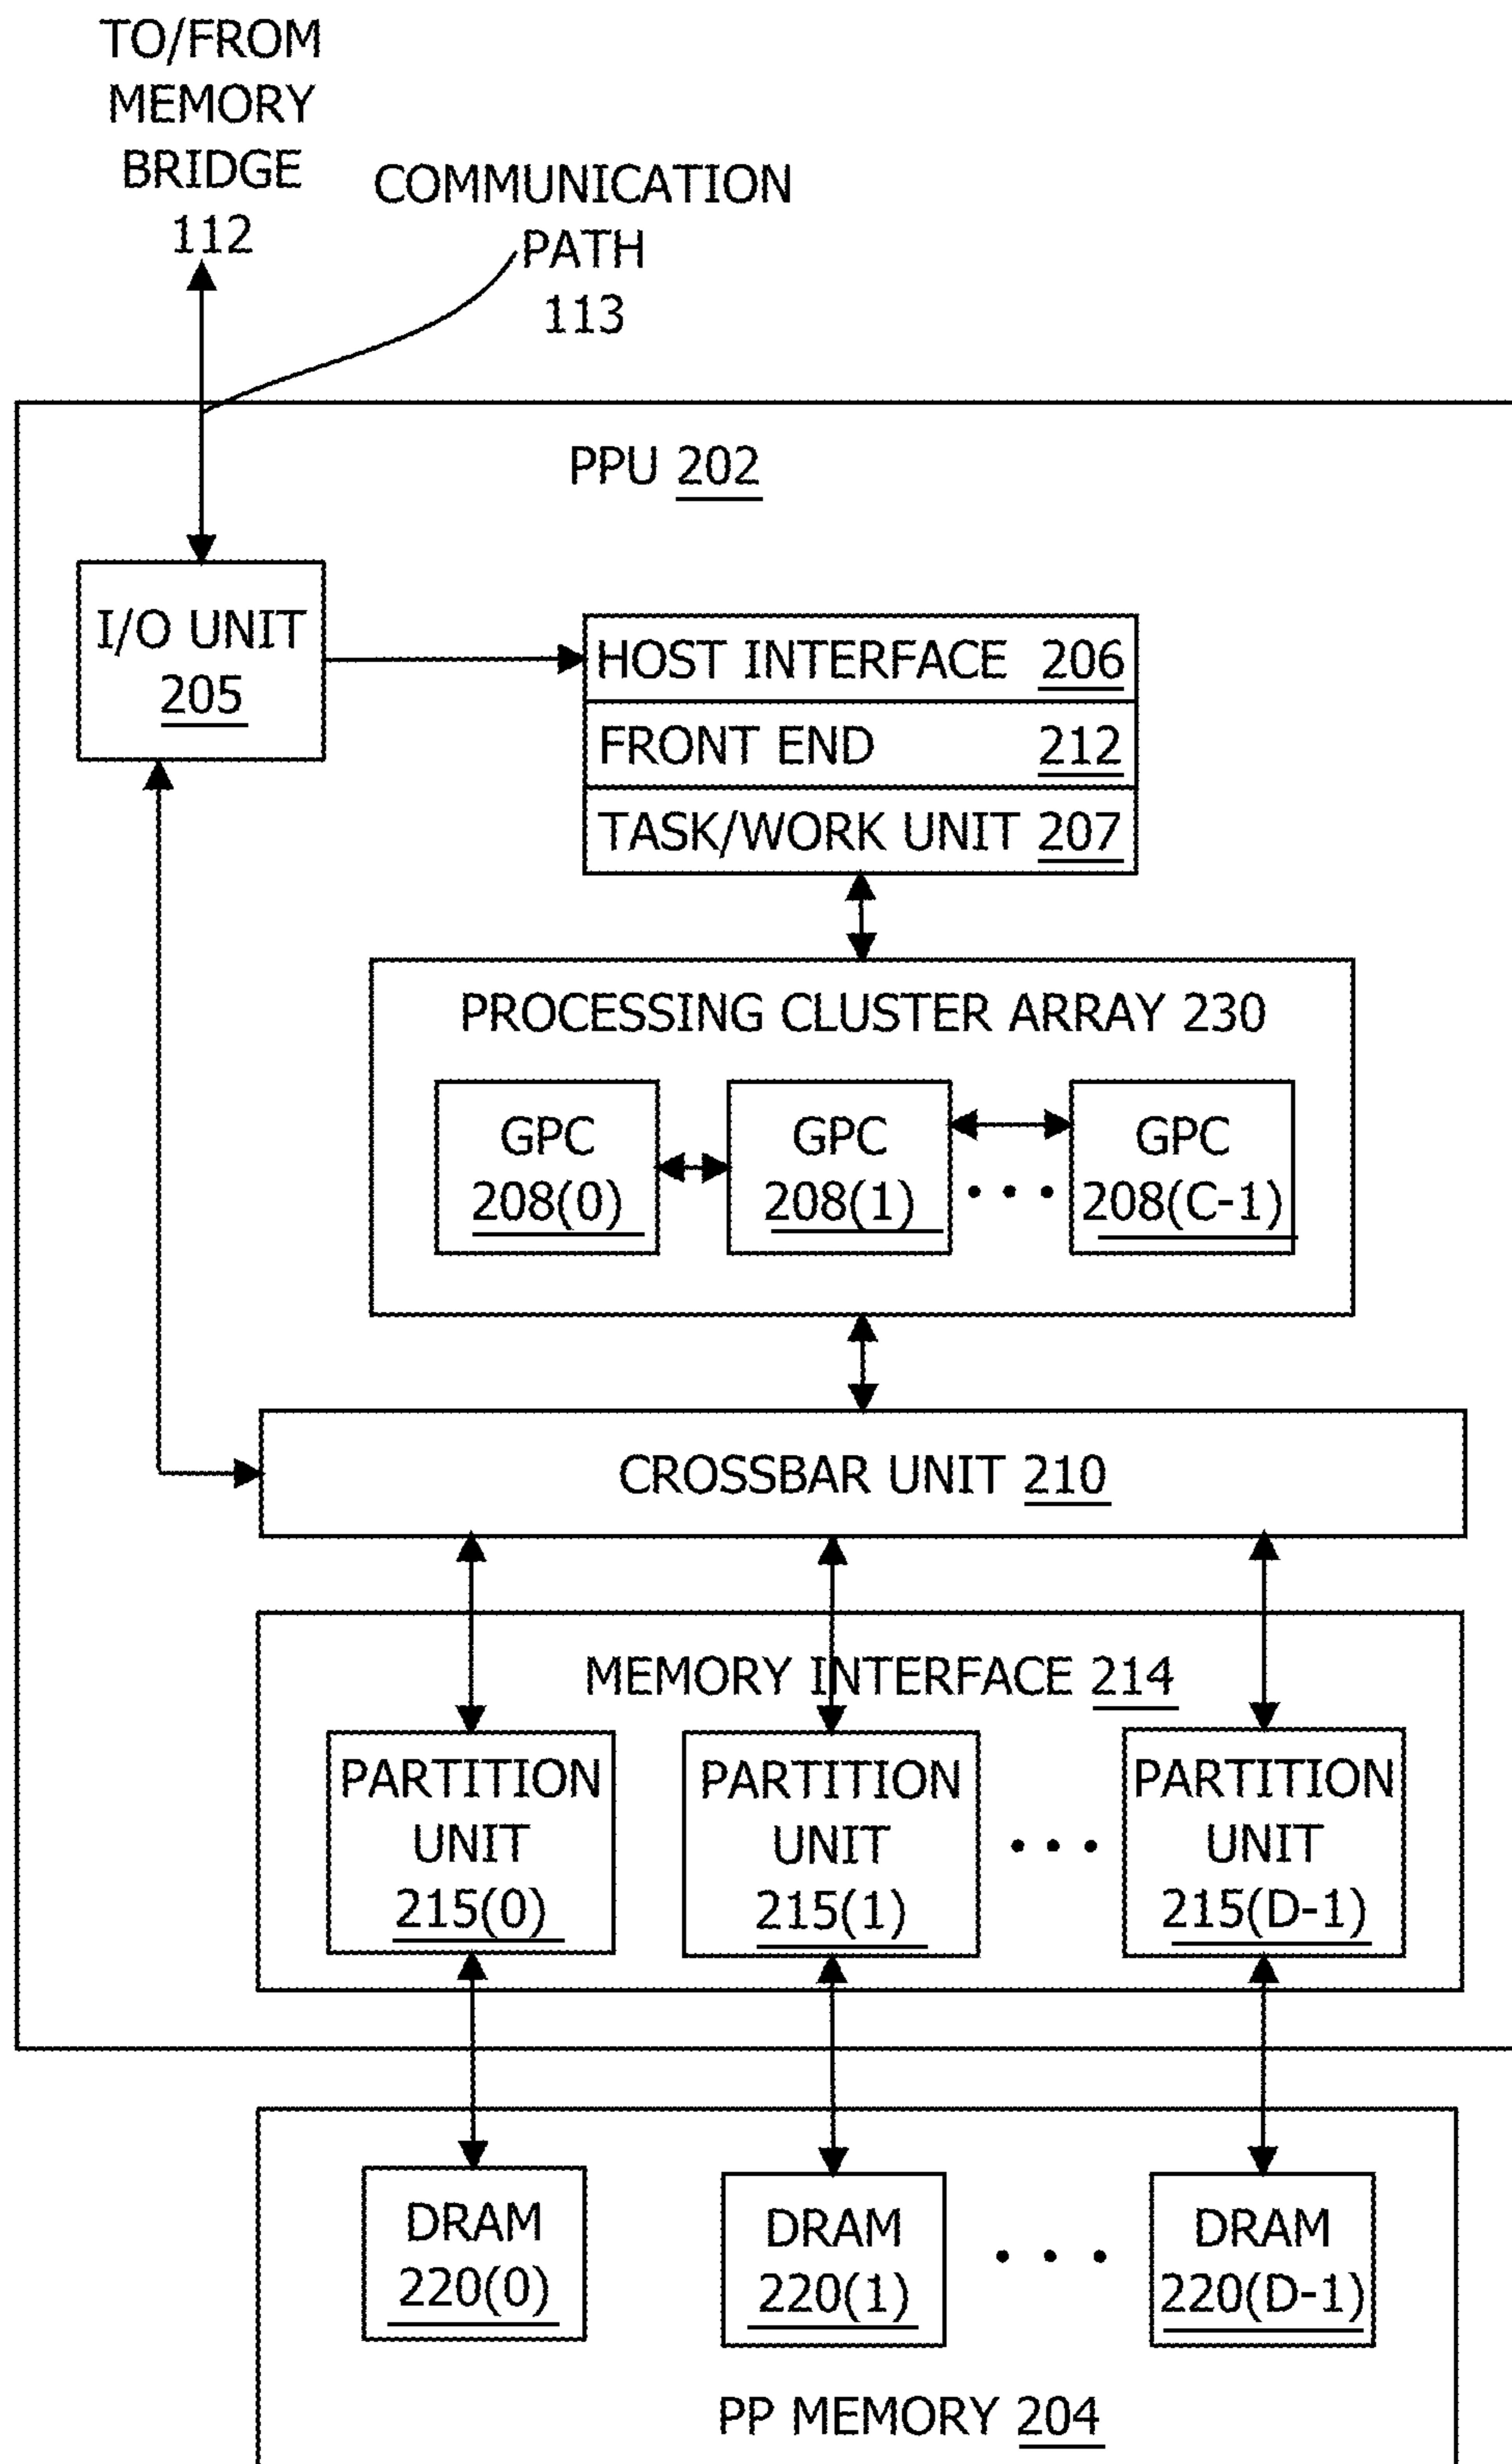 TO/FROM
MEMORY
BRIDGE
112
COMMUNICATION
PATH
113
PPU 202
I/O UNIT
205
HOST INTERFACE 206
FRONT END 212
TASK/WORK UNIT 207
PROCESSING CLUSTER ARRAY 230
GPC
208(0)
GPC
208(1)
. . .
GPC
208(C-1)
CROSSBAR UNIT 210
MEMORY INTERFACE 214
PARTITION
UNIT
215(0)
PARTITION
UNIT
215(1)
. . .
PARTITION
UNIT
215(D-1)
DRAM
220(0)
DRAM
220(1)
. . .
DRAM
220(D-1)
PP MEMORY 204